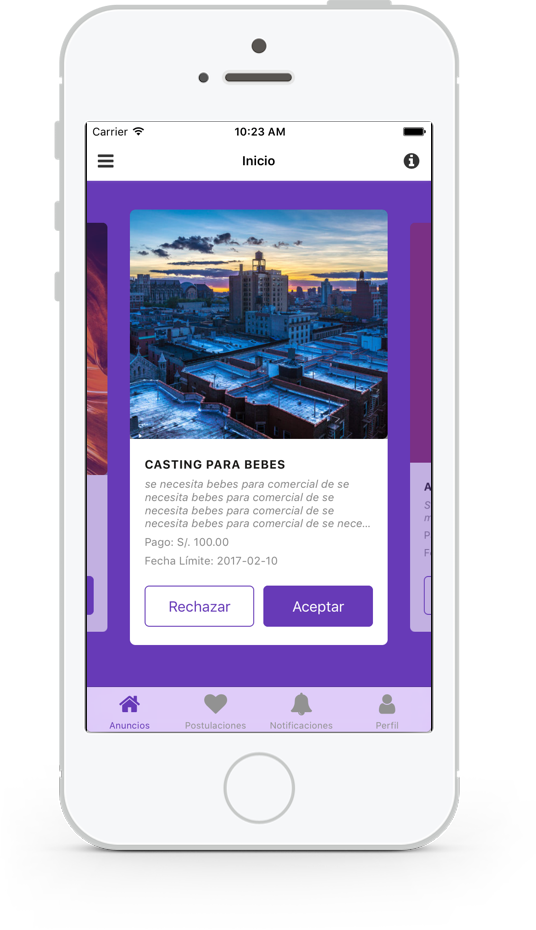 Carrier 10:23 AM
Inicio
CASTING PARA BEBES
se necesita bebes para comercial de se
necesita bebes para comercial de se
necesita bebes para comercial de se
necesita bebes para comercial de se nece...
Pago: S/. 100.00
Fecha Límite: 2017-02-10
Rechazar Aceptar
Anuncios Postulaciones Notificaciones Perfil